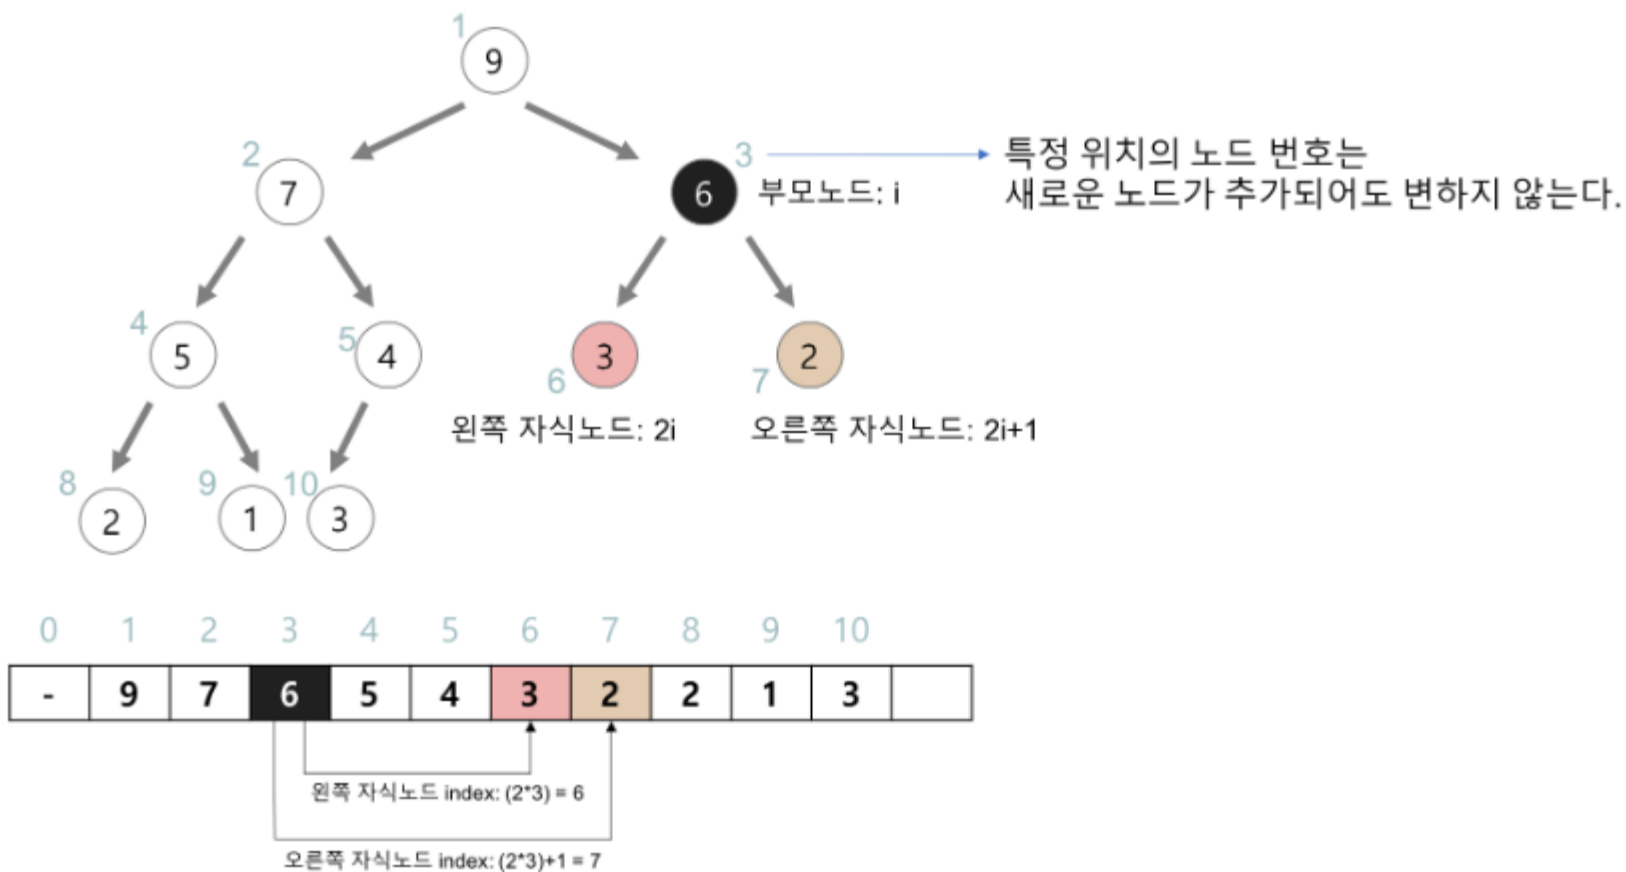 1
9
2
7
3
6
부모노드: i
특정 위치의 노드 번호는
새로운 노드가 추가되어도 변하지 않는다.
4
5
5
4
6
3
7
2
왼쪽 자식노드: 2i
오른쪽 자식노드: 2i+1
8
2
9
1
10
3
0 1 2 3 4 5 6 7 8 9 10
- 9 7 6 5 4 3 2 2 1 3
왼쪽 자식노드 index: (2*3) = 6
오른쪽 자식노드 index: (2*3)+1 = 7